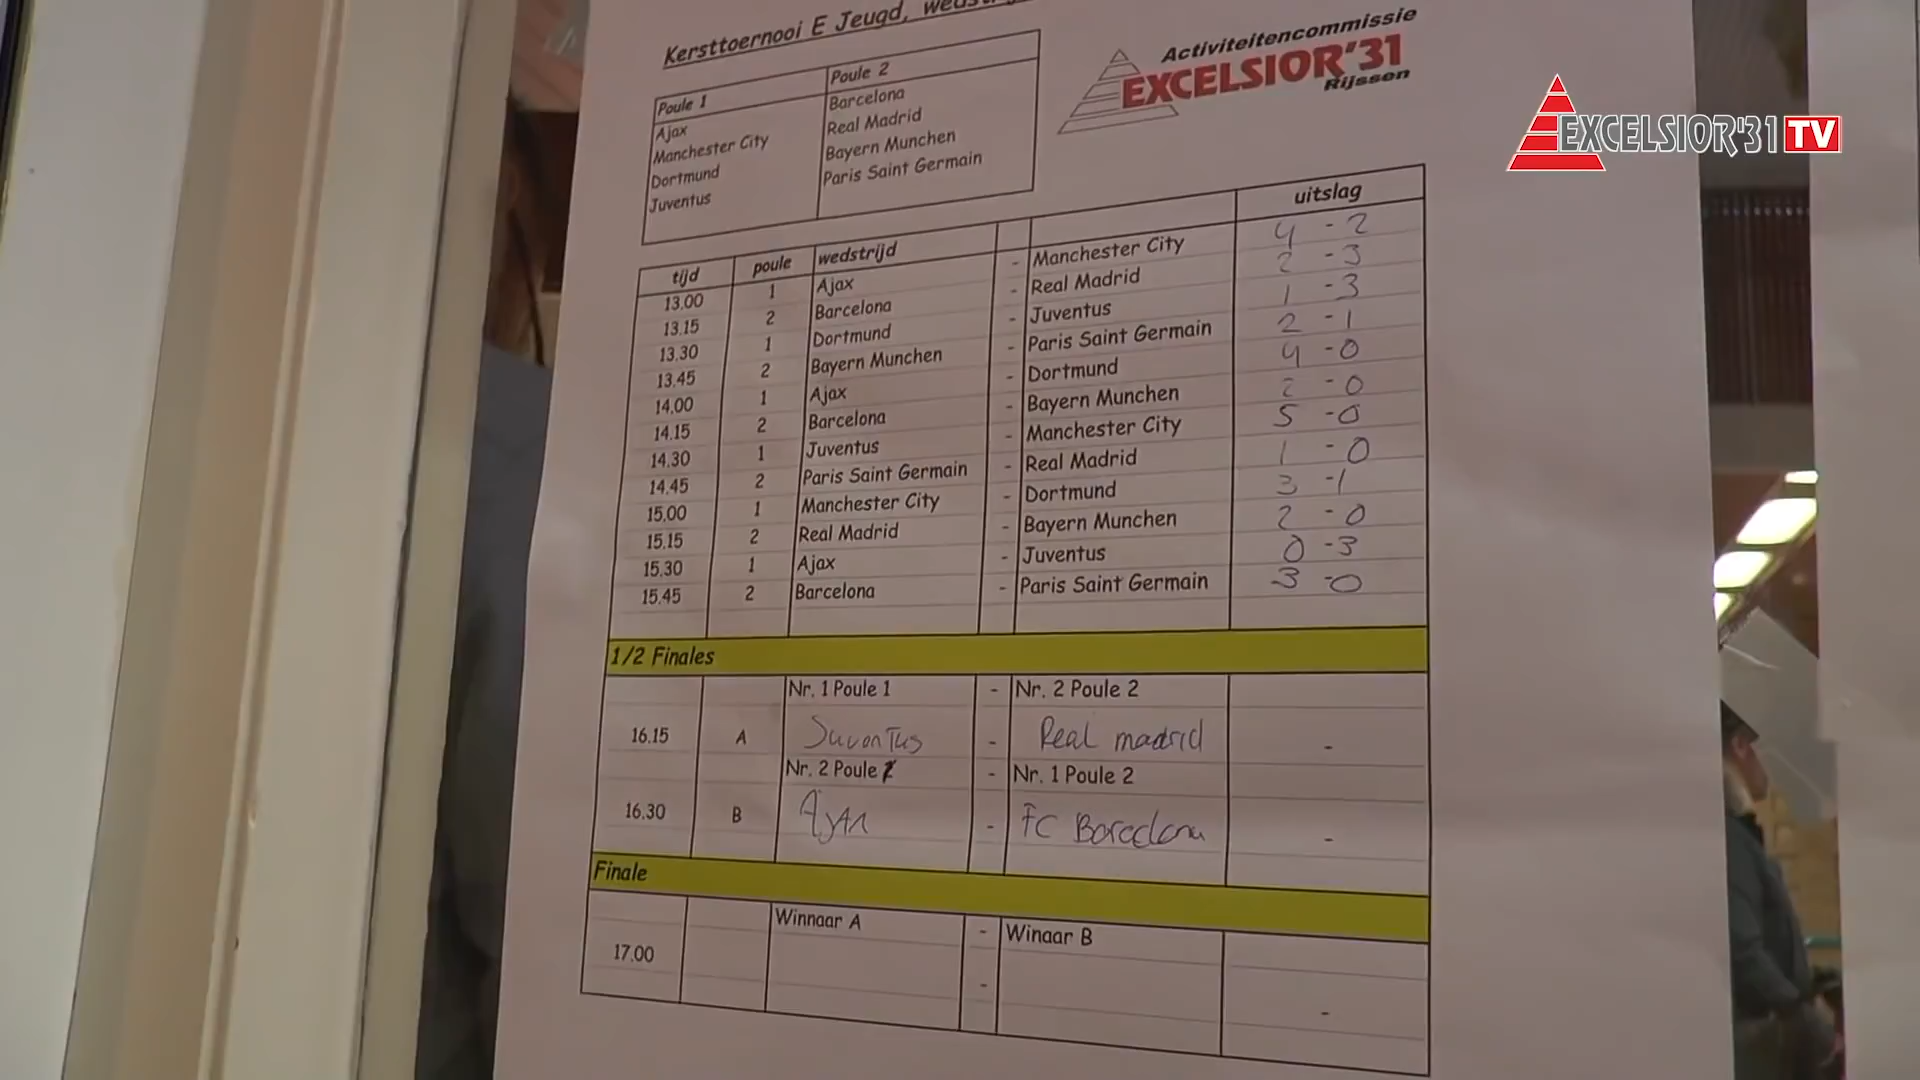 Kersttoernooi E Jeugd,
Activiteitencommissie
EXCELSIOR'31
Rijssen
EXCELSIOR'31 TV
Poule 1 Poule 2
Ajax Barcelona
Manchester City Real Madrid
Dortmund Bayern Munchen
Juventus Paris Saint Germain
tijd poule wedstrijd uitslag
13.00 1 Ajax - Manchester City 4 - 2
13.15 2 Barcelona - Real Madrid 2 - 3
13.30 1 Dortmund - Juventus 1 - 3
13.45 2 Bayern Munchen - Paris Saint Germain 2 - 1
14.00 1 Ajax - Dortmund 4 - 0
14.15 2 Barcelona - Bayern Munchen 2 - 0
14.30 1 Juventus - Manchester City 5 - 0
14.45 2 Paris Saint Germain - Real Madrid 1 - 0
15.00 1 Manchester City - Dortmund 3 - 1
15.15 2 Real Madrid - Bayern Munchen 2 - 0
15.30 1 Ajax - Juventus 0 - 3
15.45 2 Barcelona - Paris Saint Germain 3 - 0
1/2 Finales
Nr. 1 Poule 1 - Nr. 2 Poule 2
16.15 A Juventus - Real madrid -
Nr. 2 Poule 1 - Nr. 1 Poule 2
16.30 B Ajax - FC Barcelona -
Finale
Winnaar A - Winaar B
17.00 - -